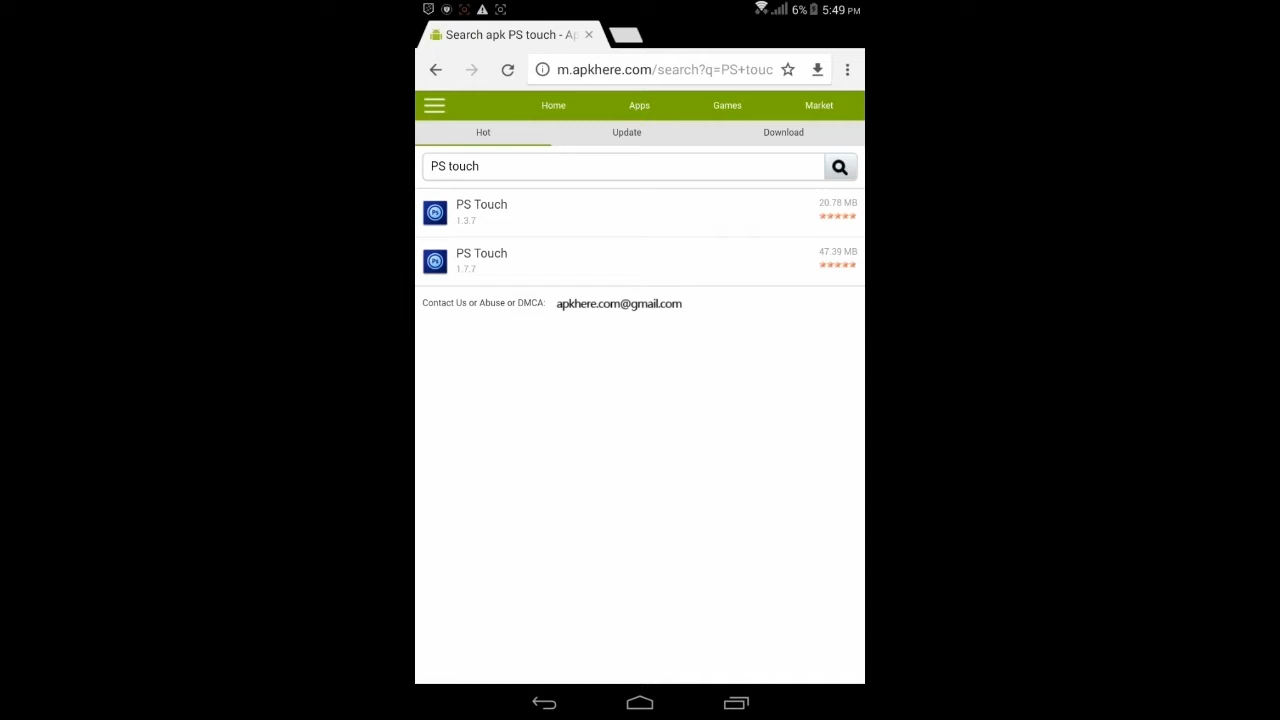 6% 5:49 PM
Search apk PS touch - Ap
m.apkhere.com/search?q=PS+touc
Home Apps Games Market
Hot Update Download
PS touch
PS Touch 20.78 MB
1.3.7
PS Touch 47.39 MB
1.7.7
Contact Us or Abuse or DMCA: apkhere.com@gmail.com